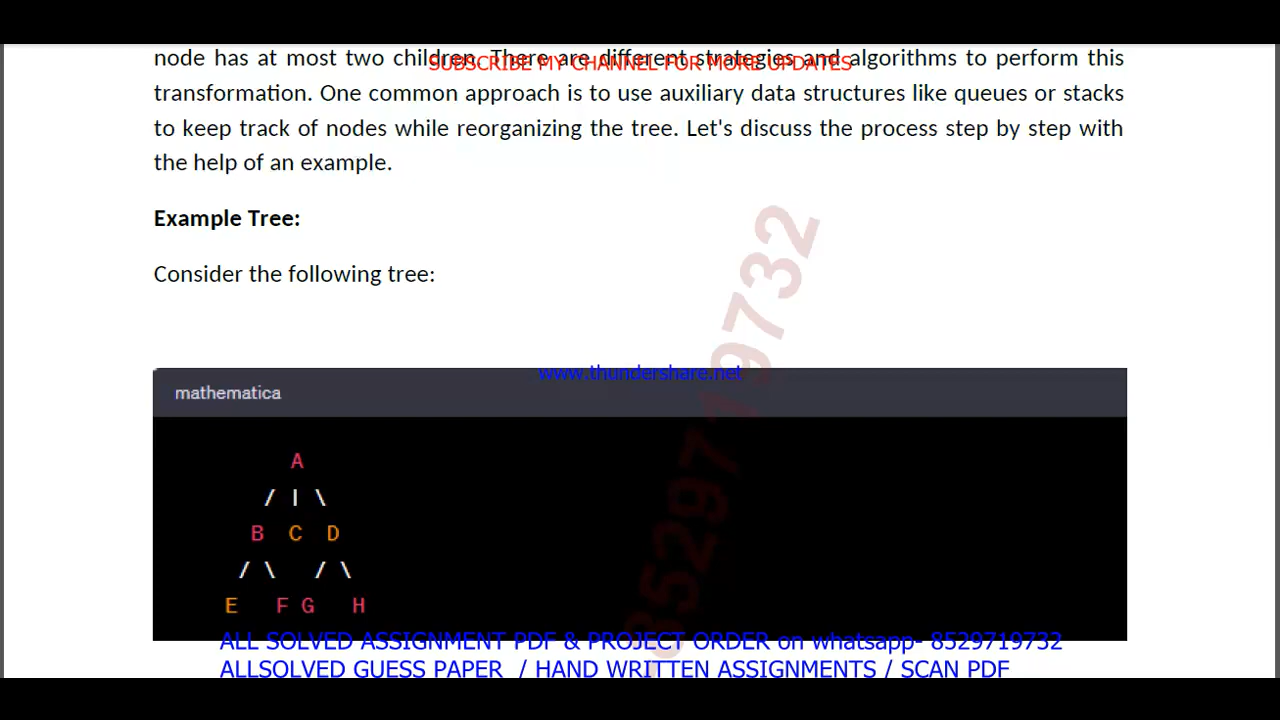 node has at most two children. There are different strategies and algorithms to perform this
SUBSCRIBE MY CHANNEL FOR MORE UPDATES
transformation. One common approach is to use auxiliary data structures like queues or stacks
to keep track of nodes while reorganizing the tree. Let's discuss the process step by step with
the help of an example.
Example Tree:
Consider the following tree:
www.thundershare.net
mathematica
A
/ | \
B C D
/ \ / \
E F G H
8529719732
ALL SOLVED ASSIGNMENT PDF & PROJECT ORDER on whatsapp- 8529719732
ALLSOLVED GUESS PAPER / HAND WRITTEN ASSIGNMENTS / SCAN PDF